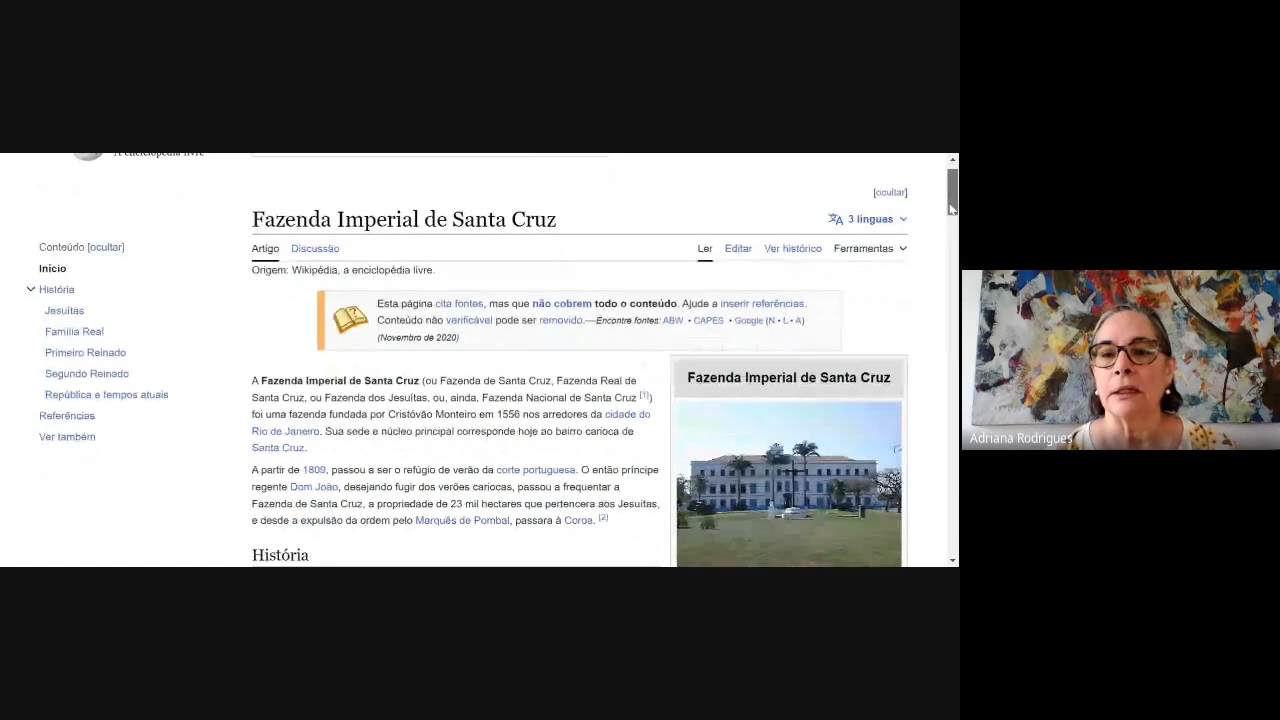 A enciclopédia livre
[ocultar]
Fazenda Imperial de Santa Cruz
3 línguas
Artigo Discussão Ler Editar Ver histórico Ferramentas
Origem: Wikipédia, a enciclopédia livre.
Conteúdo [ocultar]
Início
História
Jesuítas
Família Real
Primeiro Reinado
Segundo Reinado
República e tempos atuais
Referências
Ver também
Esta página cita fontes, mas que não cobrem todo o conteúdo. Ajude a inserir referências.
Conteúdo não verificável pode ser removido.—Encontre fontes: ABW • CAPES • Google (N • L • A)
(Novembro de 2020)
A Fazenda Imperial de Santa Cruz (ou Fazenda de Santa Cruz, Fazenda Real de
Santa Cruz, ou Fazenda dos Jesuítas, ou, ainda, Fazenda Nacional de Santa Cruz [1])
foi uma fazenda fundada por Cristóvão Monteiro em 1556 nos arredores da cidade do
Rio de Janeiro. Sua sede e núcleo principal corresponde hoje ao bairro carioca de
Santa Cruz.
A partir de 1809, passou a ser o refúgio de verão da corte portuguesa. O então príncipe
regente Dom João, desejando fugir dos verões cariocas, passou a frequentar a
Fazenda de Santa Cruz, a propriedade de 23 mil hectares que pertencera aos Jesuítas,
e desde a expulsão da ordem pelo Marquês de Pombal, passara à Coroa. [2]
História
Fazenda Imperial de Santa Cruz
Adriana Rodrigues